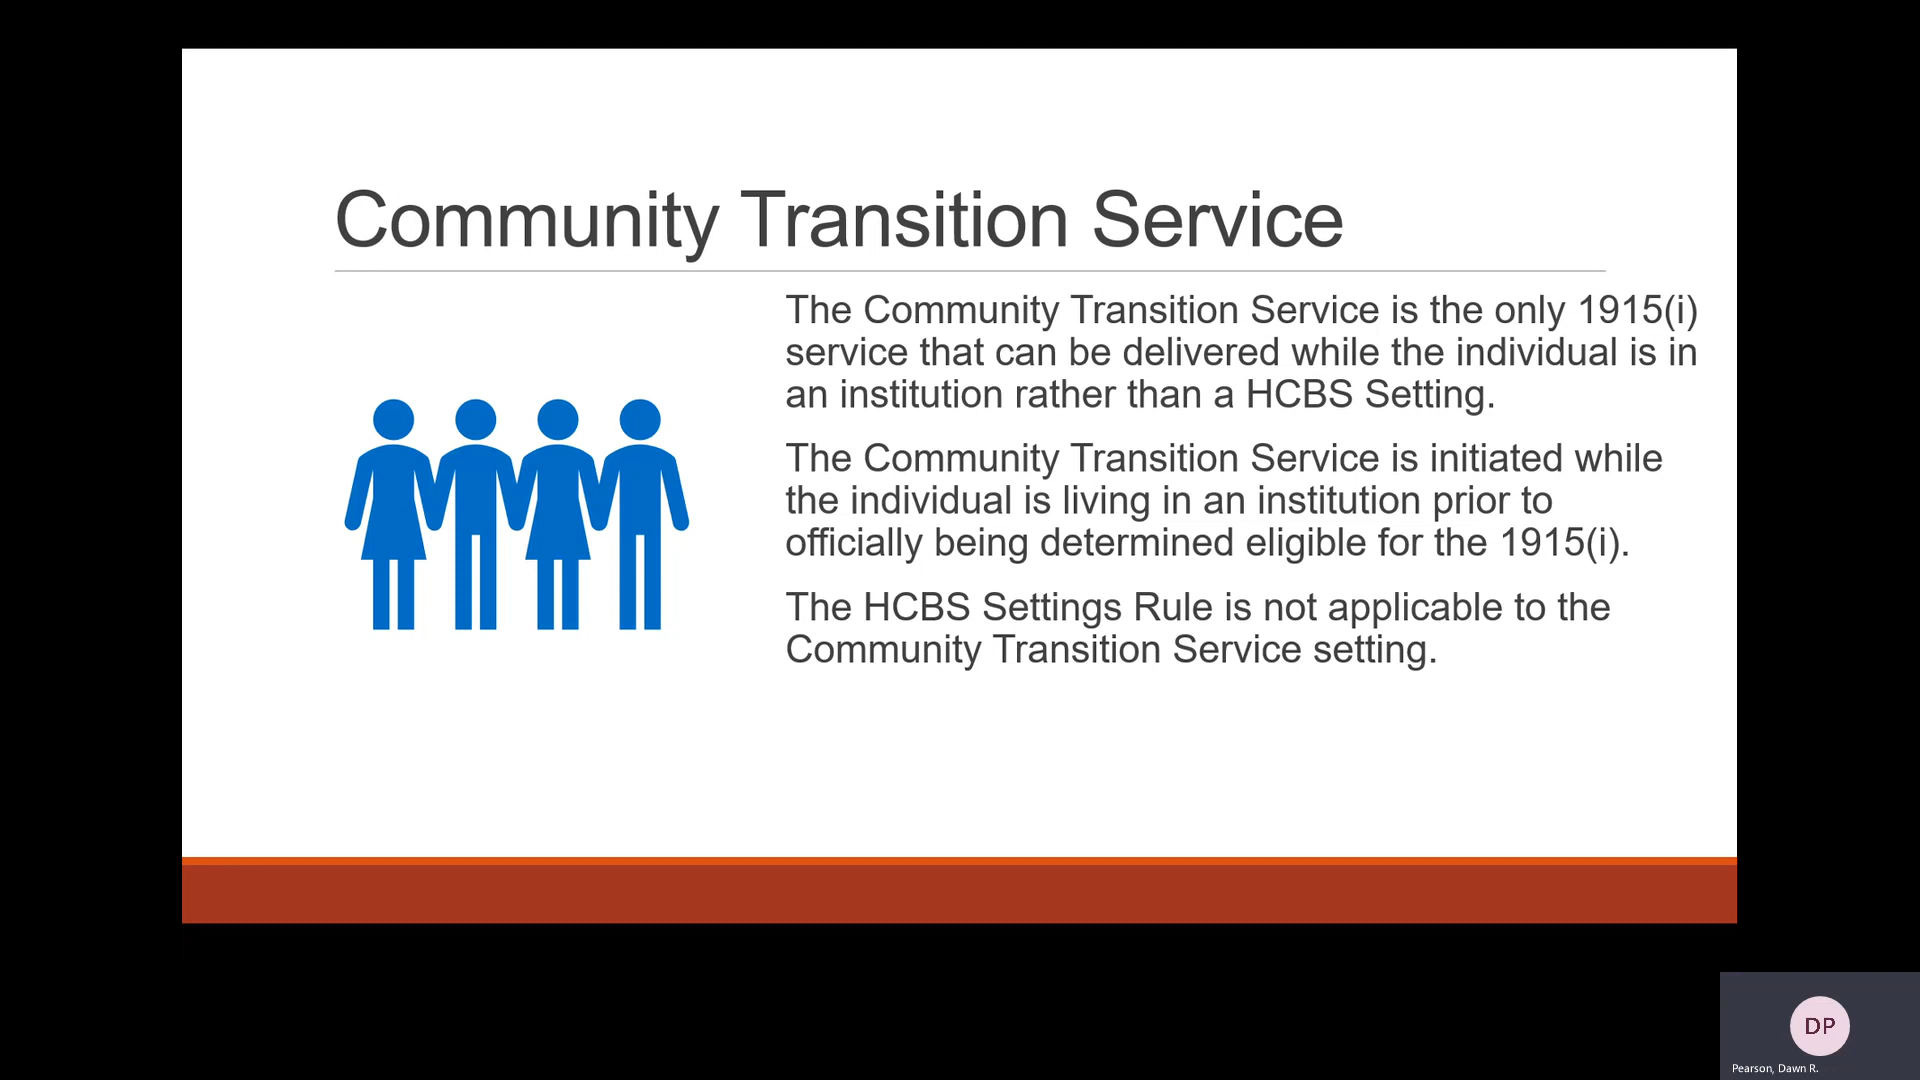 Community Transition Service
The Community Transition Service is the only 1915(i)
service that can be delivered while the individual is in
an institution rather than a HCBS Setting.
The Community Transition Service is initiated while
the individual is living in an institution prior to
officially being determined eligible for the 1915(i).
The HCBS Settings Rule is not applicable to the
Community Transition Service setting.
DP
Pearson, Dawn R.